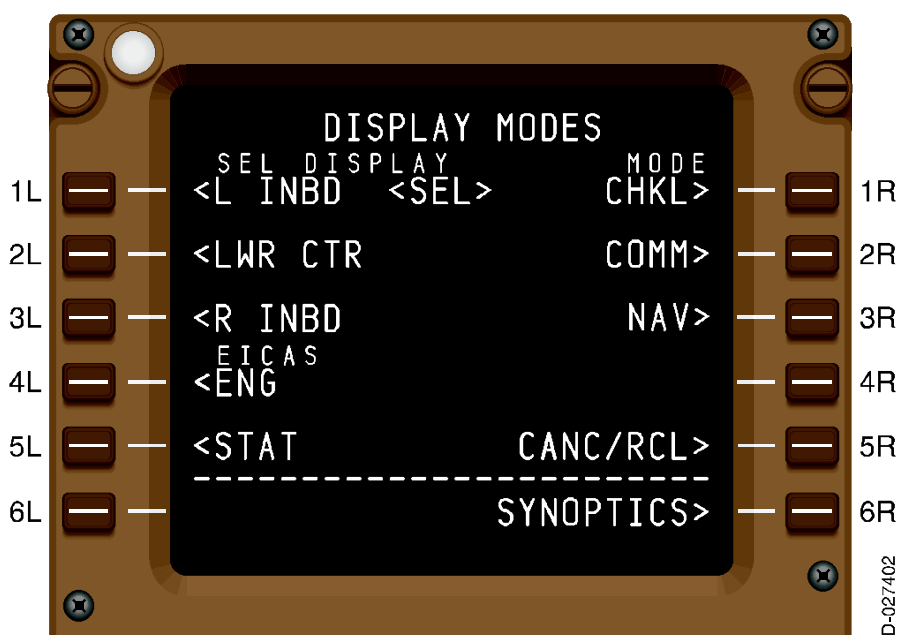 DISPLAY MODES
SEL DISPLAY MODE
1L <L INBD <SEL> CHKL> 1R
2L <LWR CTR COMM> 2R
3L <R INBD NAV> 3R
EICAS
4L <ENG 4R
5L <STAT CANC/RCL> 5R
6L SYNOPTICS> 6R
D-027402